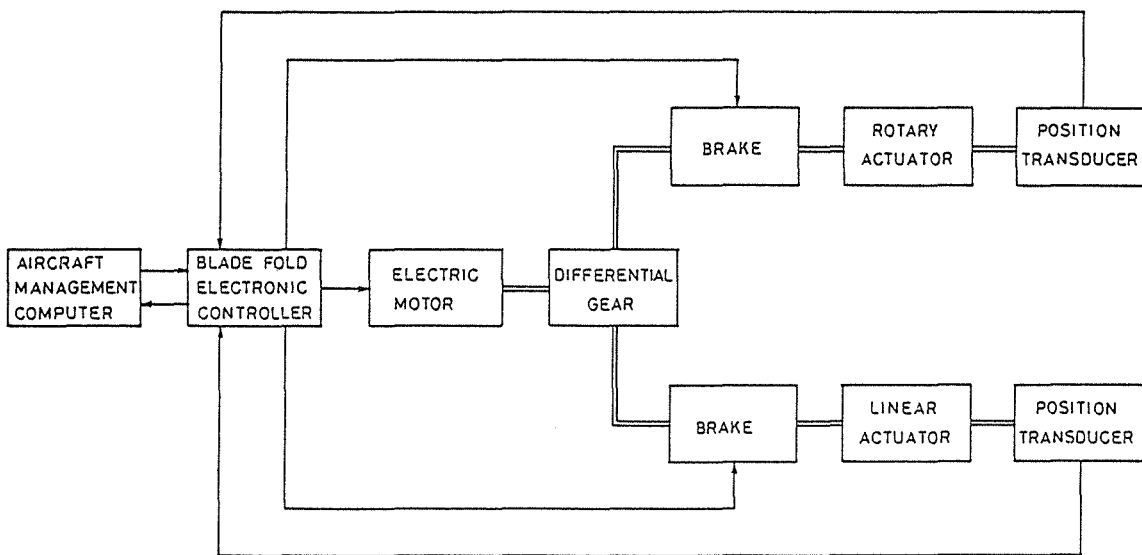 BRAKE
ROTARY
ACTUATOR
POSITION
TRANSDUCER
AIRCRAFT
MANAGEMENT
COMPUTER
BLADE FOLD
ELECTRONIC
CONTROLLER
ELECTRIC
MOTOR
DIFFERENTIAL
GEAR
BRAKE
LINEAR
ACTUATOR
POSITION
TRANSDUCER